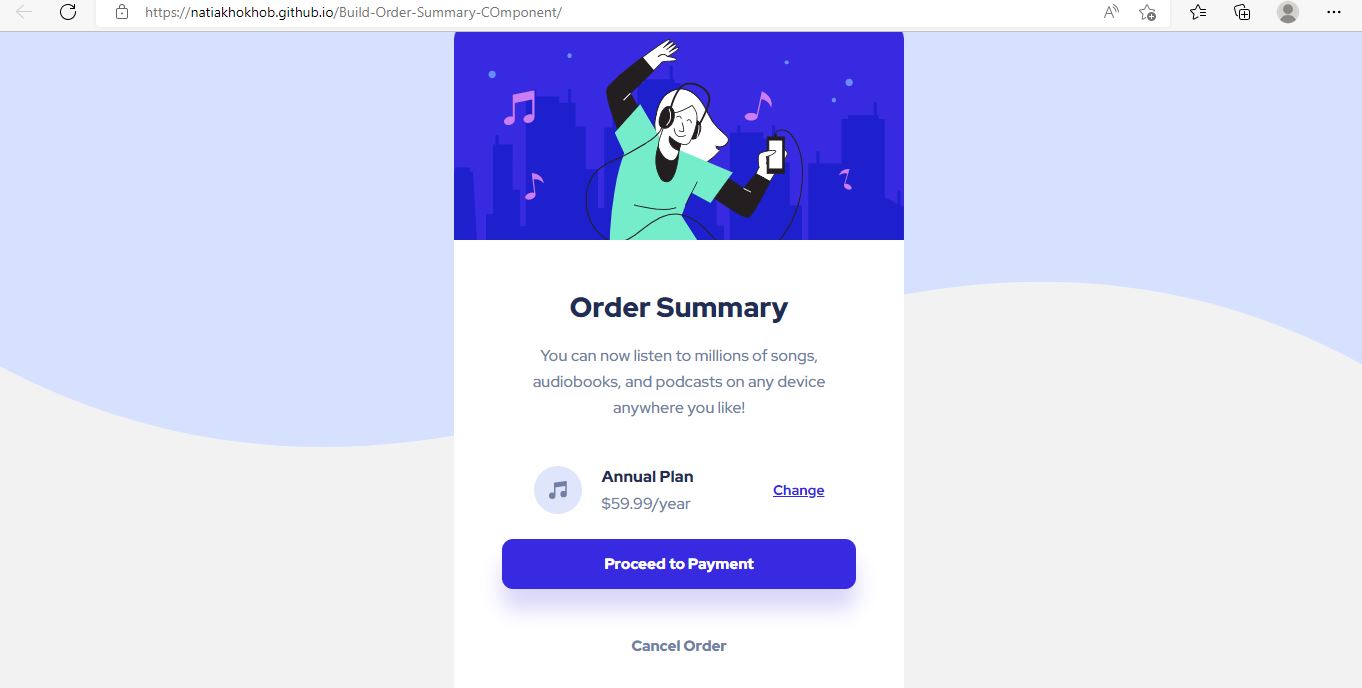 https://natiakhokhob.github.io/Build-Order-Summary-COmponent/
Order Summary
You can now listen to millions of songs,
audiobooks, and podcasts on any device
anywhere you like!
Annual Plan
$59.99/year
Change
Proceed to Payment
Cancel Order